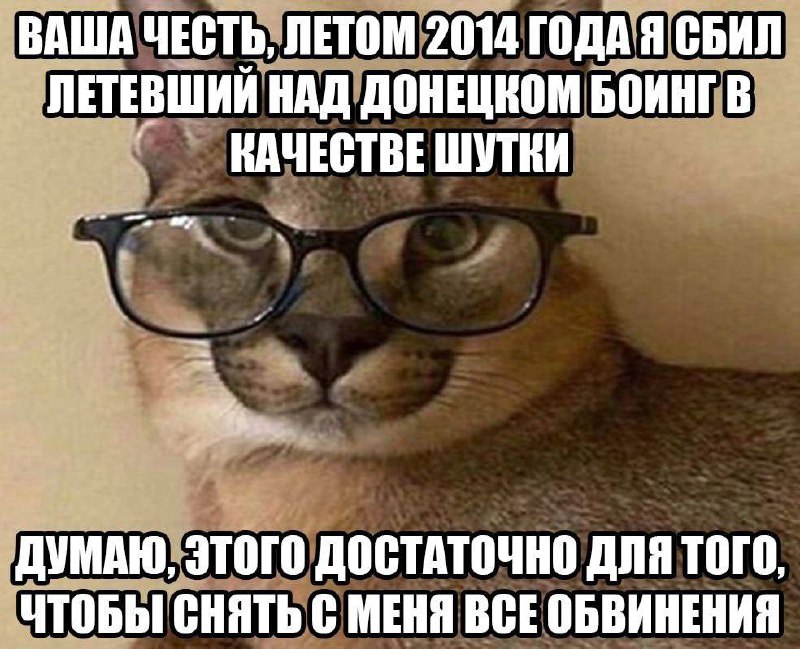 ВАША ЧЕСТЬ, ЛЕТОМ 2014 ГОДА Я СБИЛ
ЛЕТЕВШИЙ НАД ДОНЕЦКОМ БОИНГ В
КАЧЕСТВЕ ШУТКИ
ДУМАЮ, ЭТОГО ДОСТАТОЧНО ДЛЯ ТОГО,
ЧТОБЫ СНЯТЬ С МЕНЯ ВСЕ ОБВИНЕНИЯ